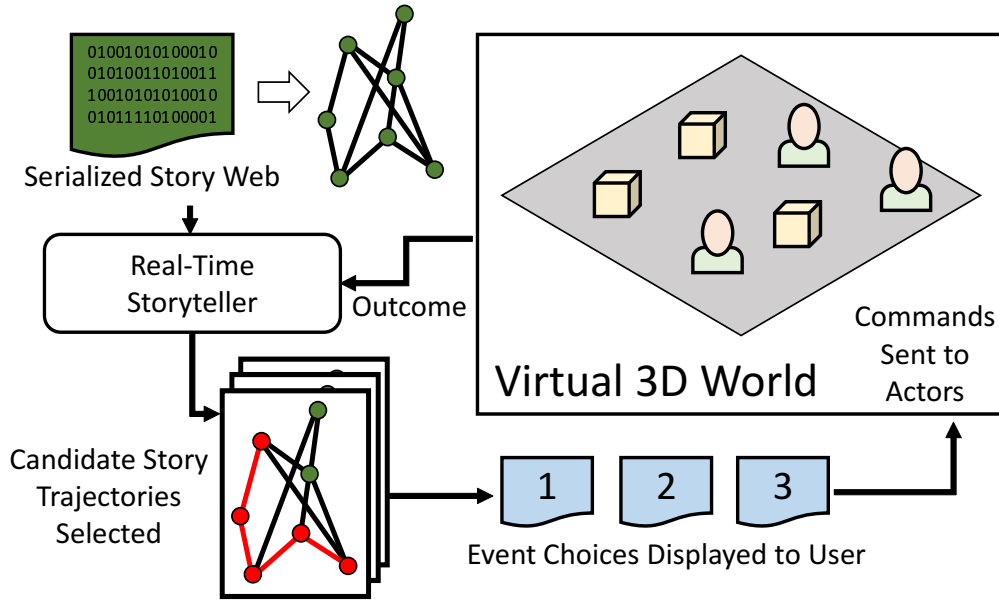 01001010100010
01010011010011
10010101010010
01011110100001
Serialized Story Web
Real-Time
Storyteller
Outcome
Virtual 3D World
Commands
Sent to
Actors
Candidate Story
Trajectories
Selected
1
2
3
Event Choices Displayed to User